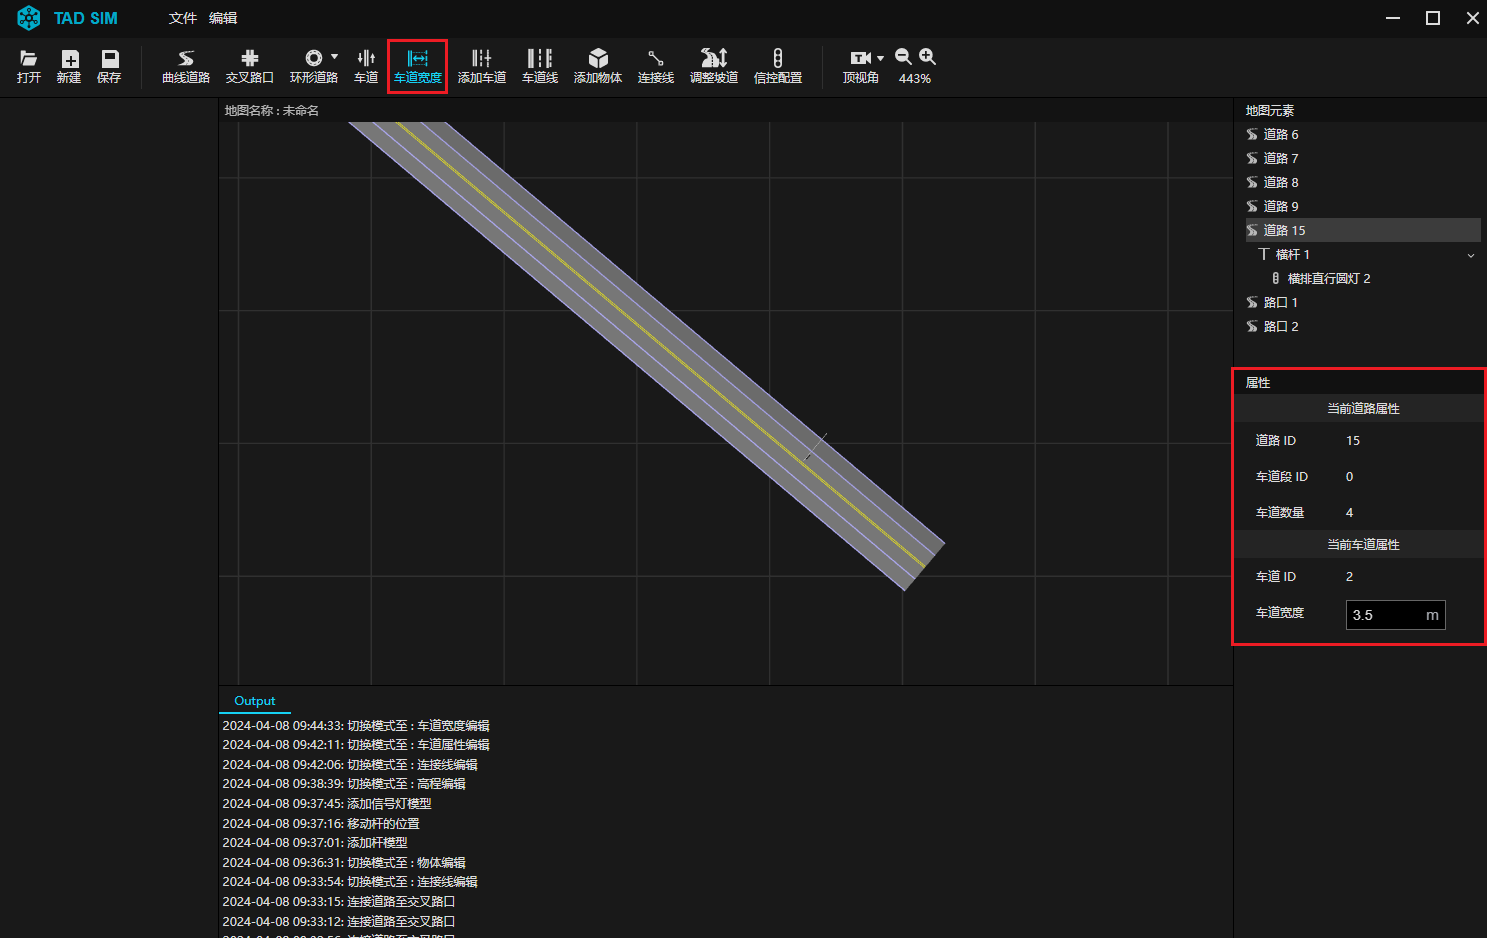 TAD SIM 文件 编辑
打开 新建 保存 曲线道路 交叉路口 环形道路 车道 车道宽度 添加车道 车道线 添加物体 连接线 调整坡道 信控配置 顶视角 443%
地图名称 : 未命名
地图元素
道路 6
道路 7
道路 8
道路 9
道路 15
横杆 1
横排直行圆灯 2
路口 1
路口 2
属性
当前道路属性
道路 ID 15
车道段 ID 0
车道数量 4
当前车道属性
车道 ID 2
车道宽度 3.5 m
Output
2024-04-08 09:44:33: 切换模式至 : 车道宽度编辑
2024-04-08 09:42:11: 切换模式至 : 车道属性编辑
2024-04-08 09:42:06: 切换模式至 : 连接线编辑
2024-04-08 09:38:39: 切换模式至 : 高程编辑
2024-04-08 09:37:45: 添加信号灯模型
2024-04-08 09:37:16: 移动杆的位置
2024-04-08 09:37:01: 添加杆模型
2024-04-08 09:36:31: 切换模式至 : 物体编辑
2024-04-08 09:33:54: 切换模式至 : 连接线编辑
2024-04-08 09:33:15: 连接道路至交叉路口
2024-04-08 09:33:12: 连接道路至交叉路口